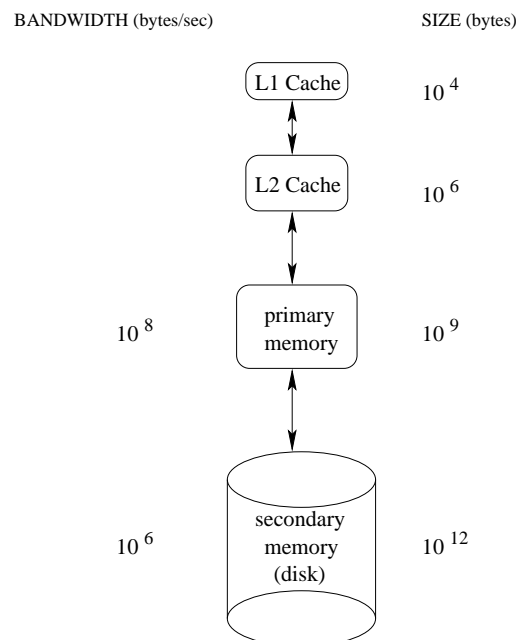 BANDWIDTH (bytes/sec)
SIZE (bytes)
L1 Cache
10^4
L2 Cache
10^6
primary
memory
10^8
10^9
secondary
memory
(disk)
10^6
10^12